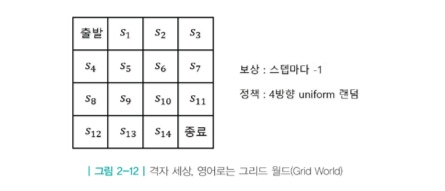 출발 s₁ s₂ s₃
s₄ s₅ s₆ s₇
s₈ s₉ s₁₀ s₁₁
s₁₂ s₁₃ s₁₄ 종료
보상 : 스텝마다 -1
정책 : 4방향 uniform 랜덤
| 그림 2-12 | 격자 세상, 영어로는 그리드 월드(Grid World)